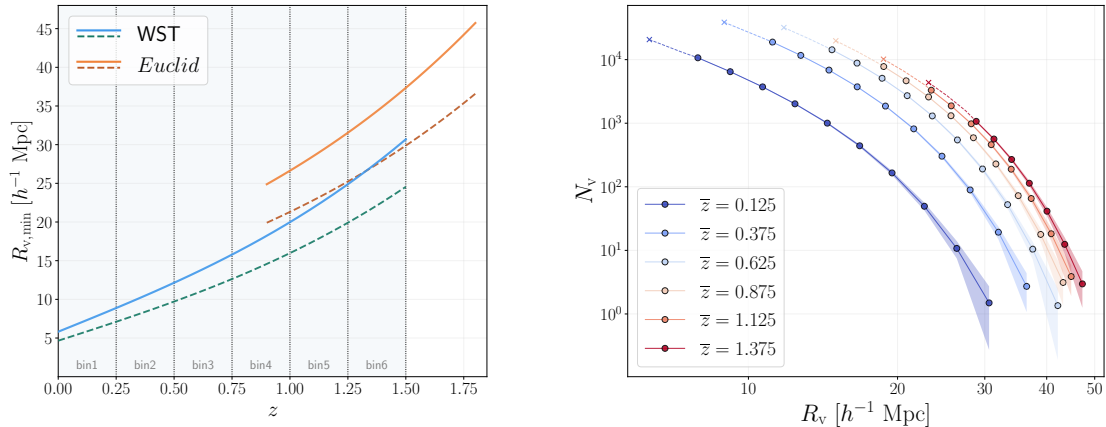 45
40
35
30
25
20
15
10
5
R_{v,min} [h^{-1} Mpc]
WST
Euclid
bin1 bin2 bin3 bin4 bin5 bin6
0.00 0.25 0.50 0.75 1.00 1.25 1.50 1.75
z
10^4
10^3
10^2
10^1
10^0
N_v
z̅ = 0.125
z̅ = 0.375
z̅ = 0.625
z̅ = 0.875
z̅ = 1.125
z̅ = 1.375
10 20 30 40 50
R_v [h^{-1} Mpc]